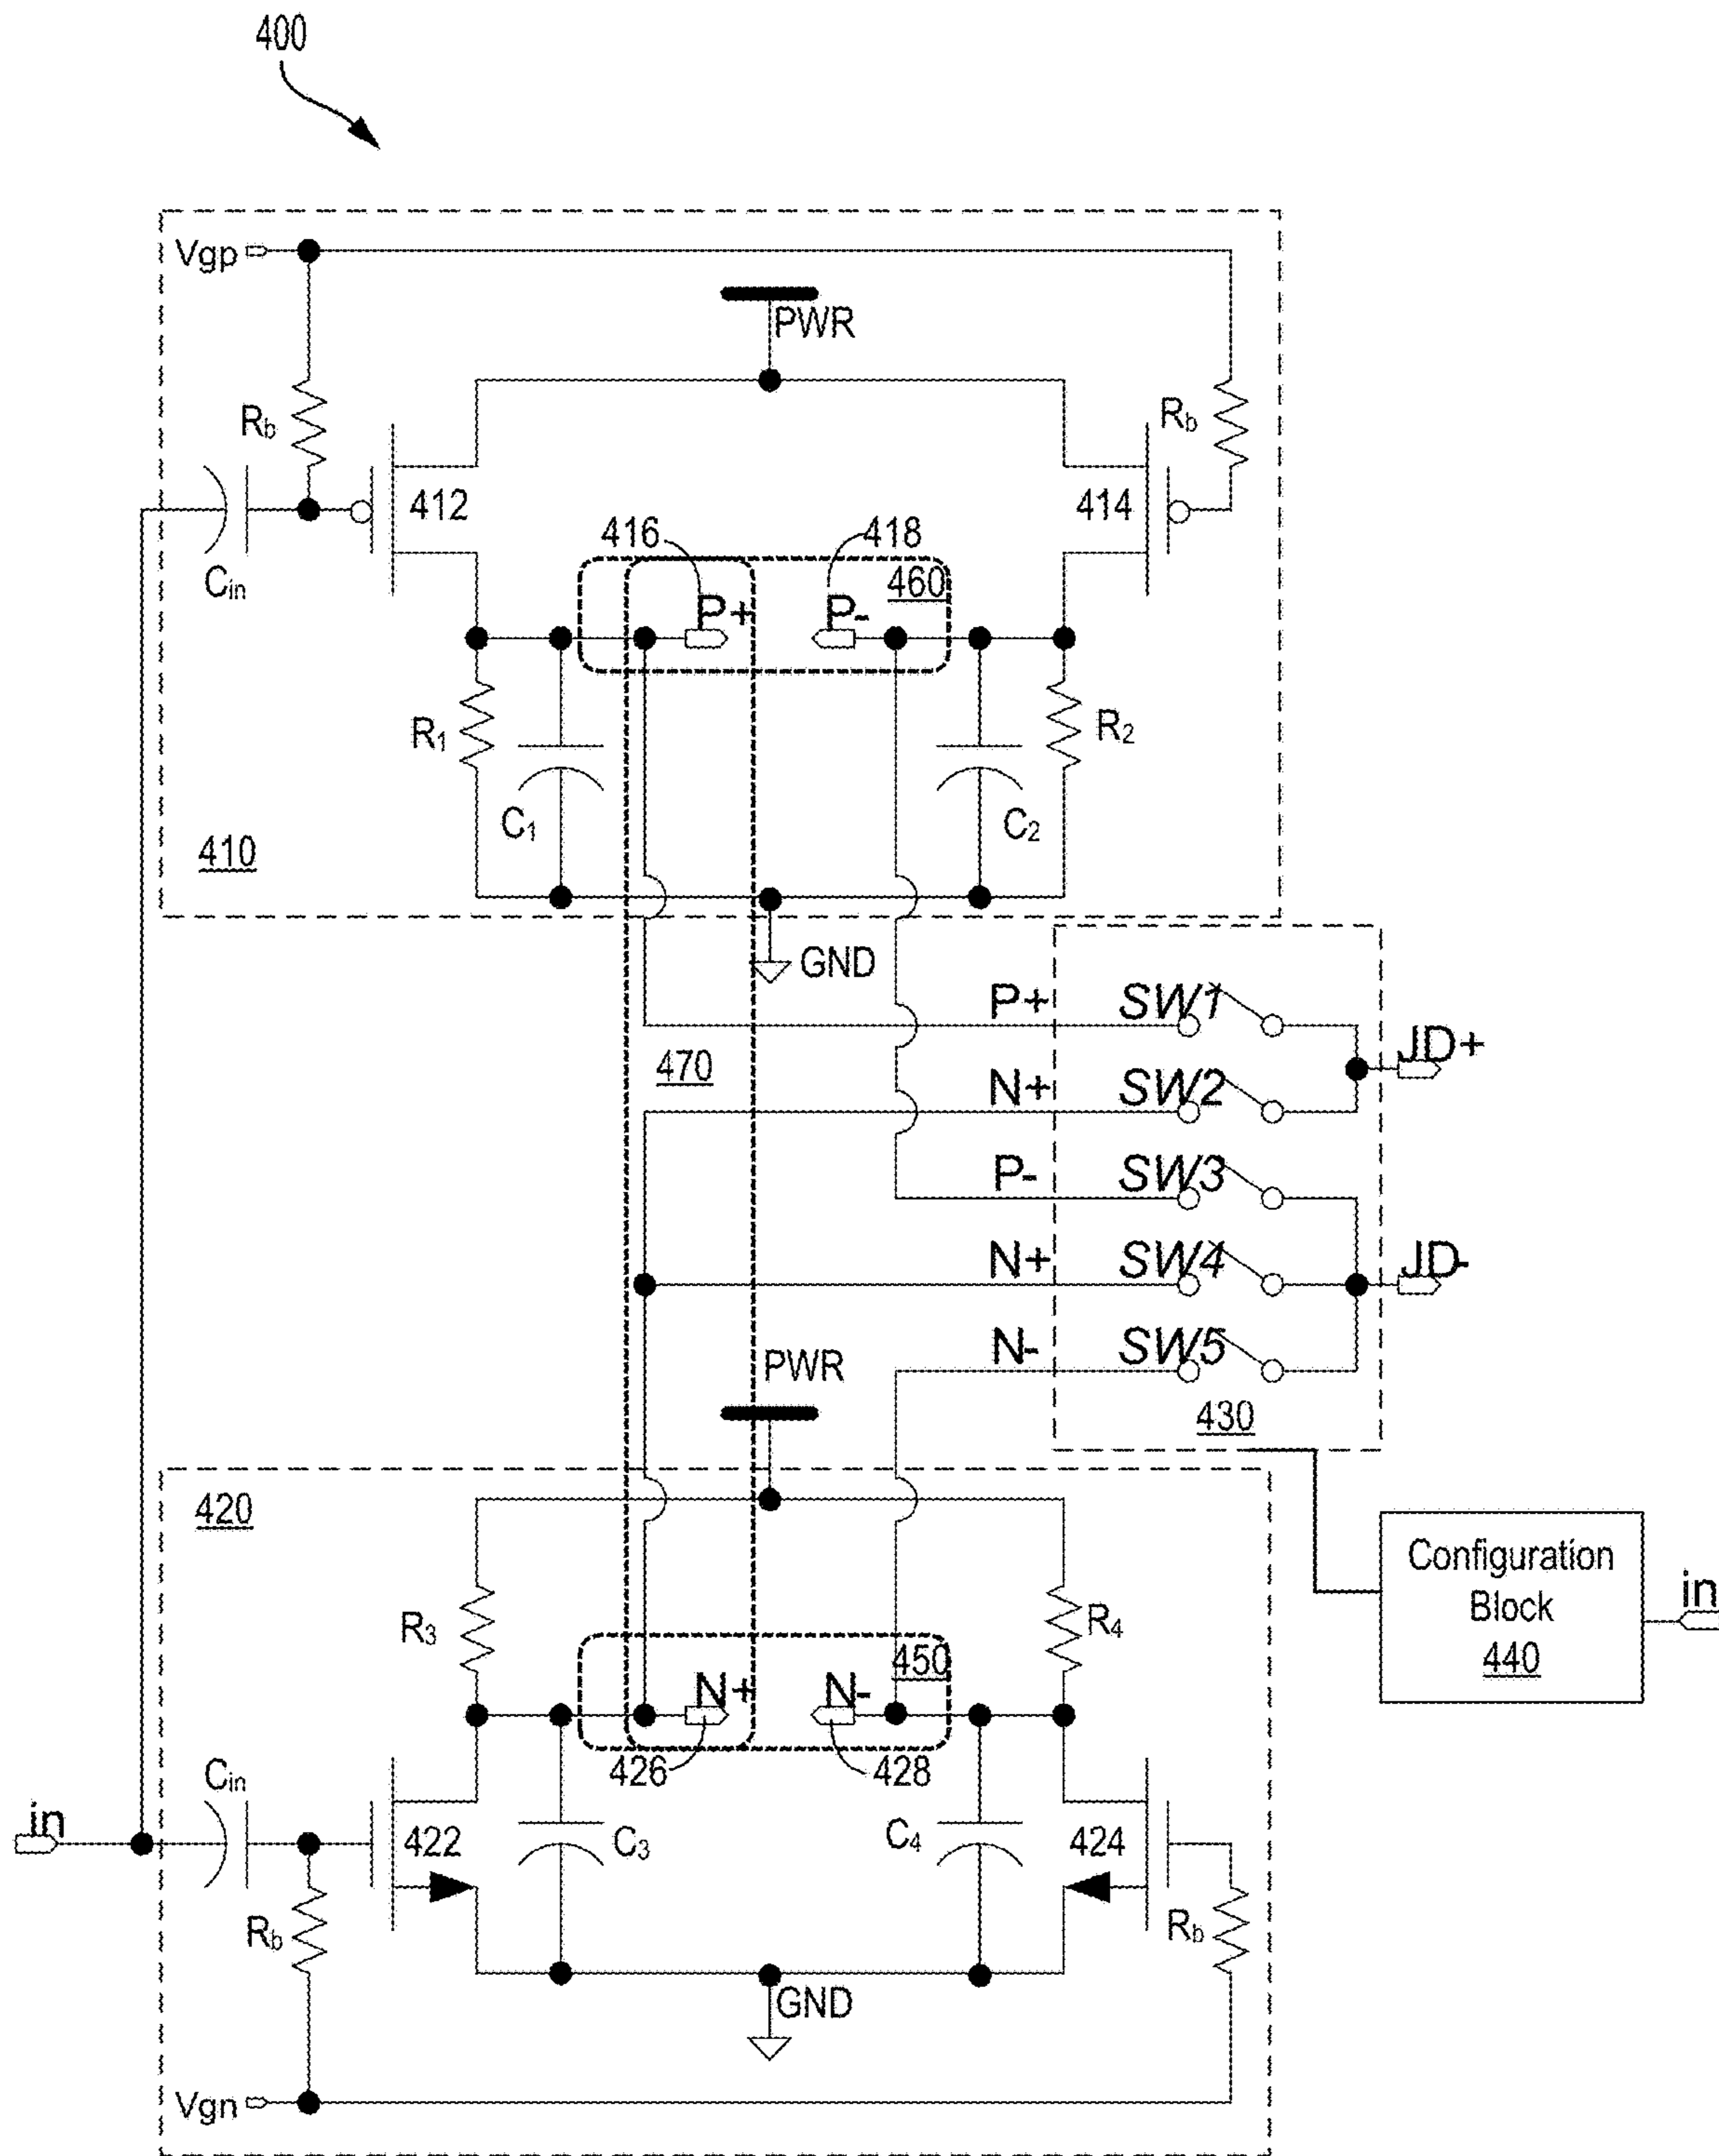 400
Vgp
PWR
Rb
Rb
412
414
Cin
416
418
460
P+
P-
R1
R2
C1
C2
410
GND
P+
SW1
JD+
470
N+
SW2
P-
SW3
N+
SW4
JD-
N-
SW5
PWR
430
420
Configuration
Block
440
in
R3
R4
450
N+
N-
426
428
Cin
in
422
C3
C4
424
Rb
Rb
GND
Vgn